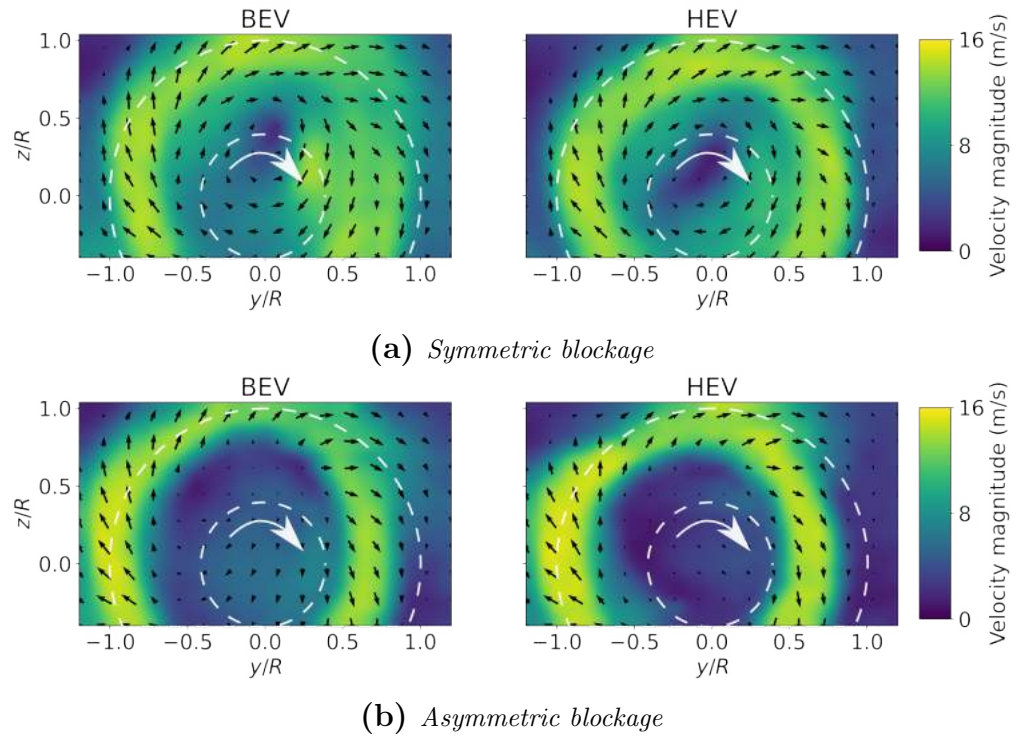 BEV
HEV
1.0
0.5
0.0
z/R
−1.0 −0.5 0.0 0.5 1.0
y/R
−1.0 −0.5 0.0 0.5 1.0
y/R
16
8
0
Velocity magnitude (m/s)
(a) Symmetric blockage
BEV
HEV
1.0
0.5
0.0
z/R
−1.0 −0.5 0.0 0.5 1.0
y/R
−1.0 −0.5 0.0 0.5 1.0
y/R
16
8
0
Velocity magnitude (m/s)
(b) Asymmetric blockage